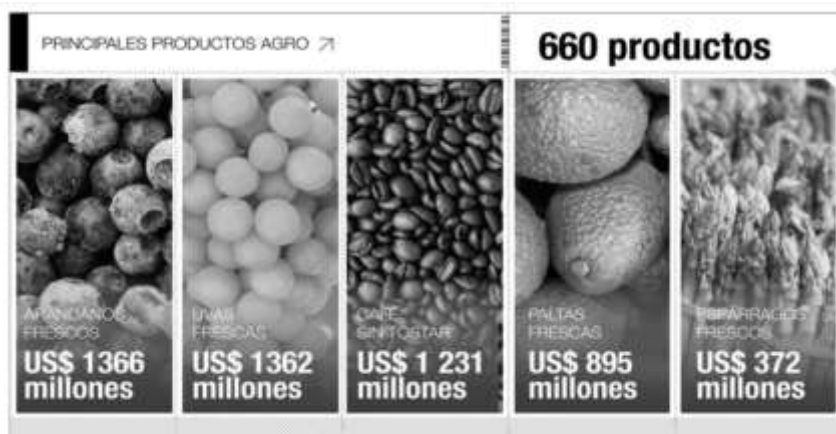 PRINCIPALES PRODUCTOS AGRO
660 productos
ARÁNDANOS
FRESCOS
US$ 1366
millones
UVAS
FRESCAS
US$ 1362
millones
CAFÉ
SIN TOSTAR
US$ 1 231
millones
PALTAS
FRESCAS
US$ 895
millones
ESPÁRRAGOS
FRESCOS
US$ 372
millones